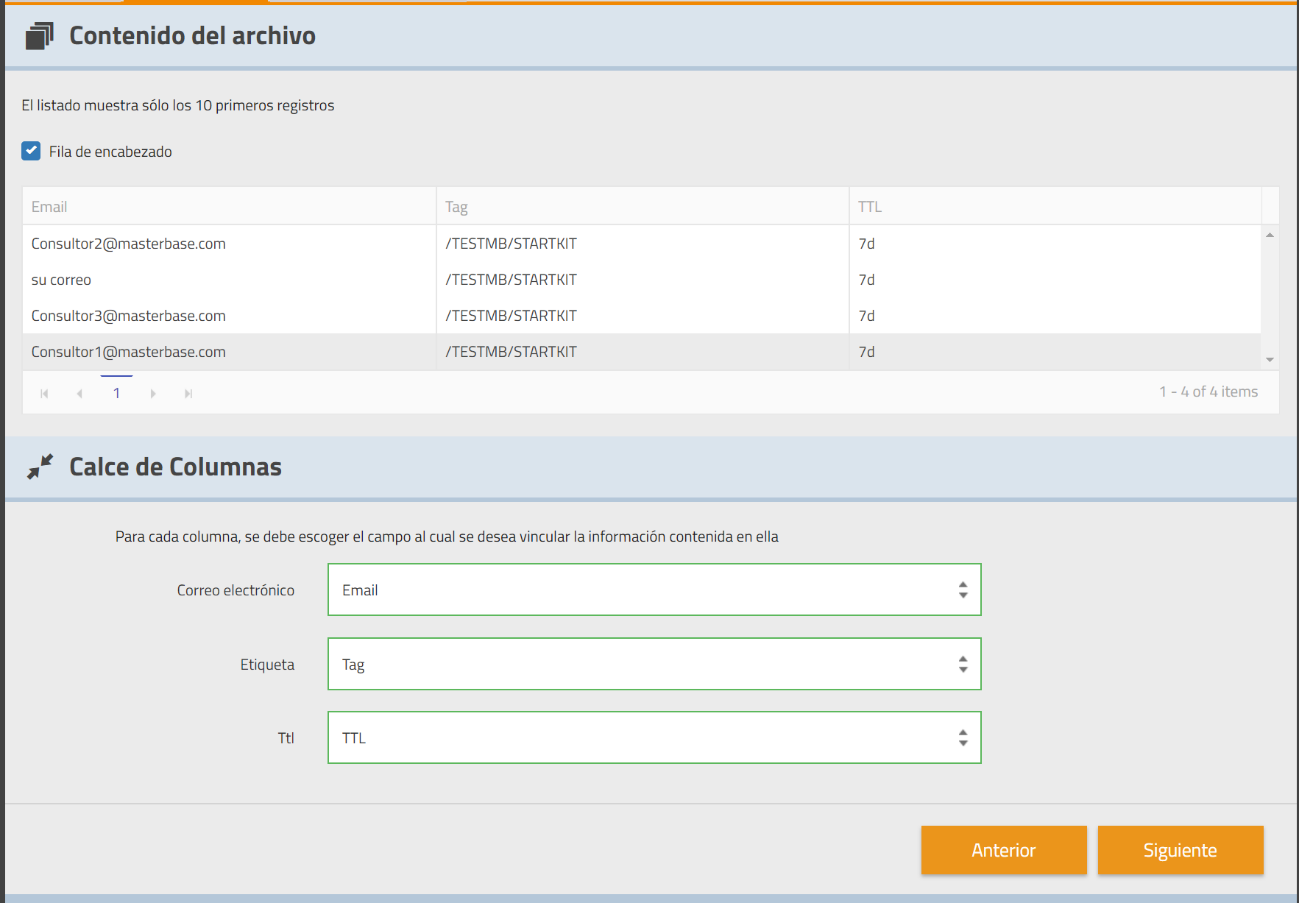 Contenido del archivo
El listado muestra sólo los 10 primeros registros
Fila de encabezado
Email Tag TTL
Consultor2@masterbase.com /TESTMB/STARTKIT 7d
su correo /TESTMB/STARTKIT 7d
Consultor3@masterbase.com /TESTMB/STARTKIT 7d
Consultor1@masterbase.com /TESTMB/STARTKIT 7d
1 1 - 4 of 4 items
Calce de Columnas
Para cada columna, se debe escoger el campo al cual se desea vincular la información contenida en ella
Correo electrónico Email
Etiqueta Tag
Ttl TTL
Anterior Siguiente